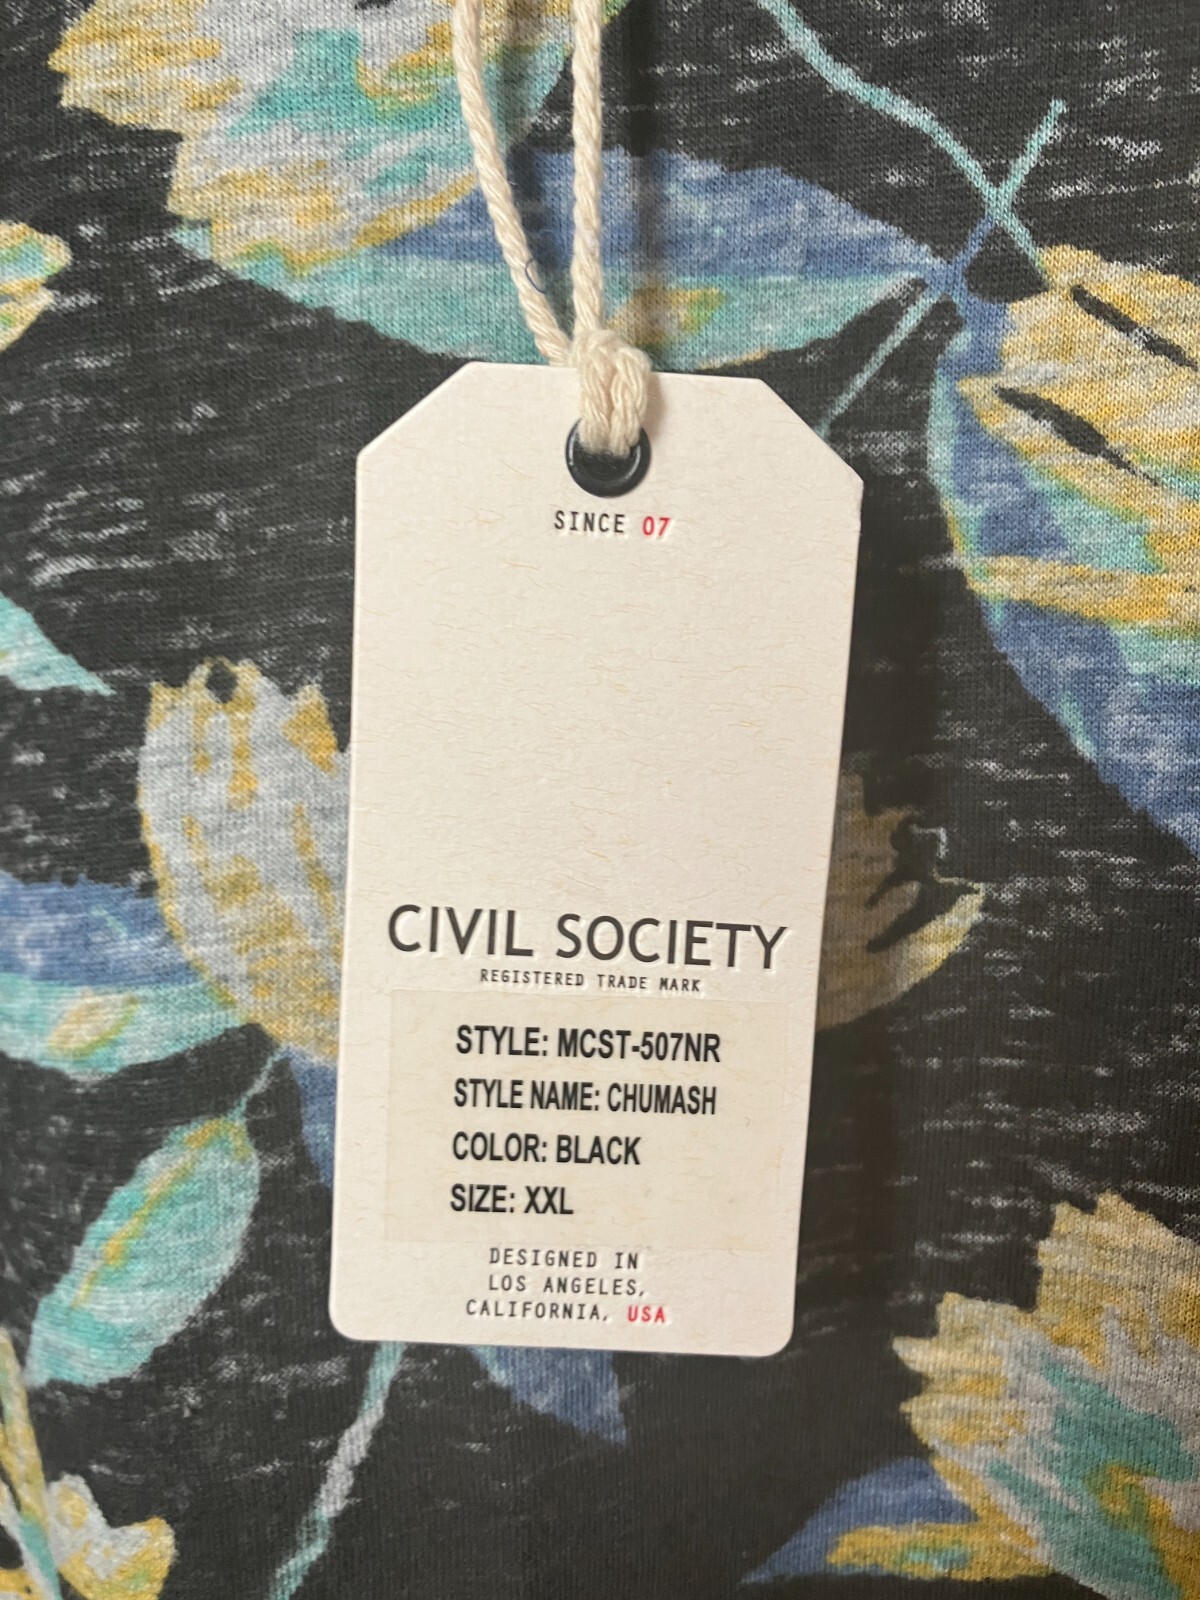 SINCE 07
CIVIL SOCIETY
REGISTERED TRADE MARK
STYLE: MCST-507NR
STYLE NAME: CHUMASH
COLOR: BLACK
SIZE: XXL
DESIGNED IN
LOS ANGELES,
CALIFORNIA, USA